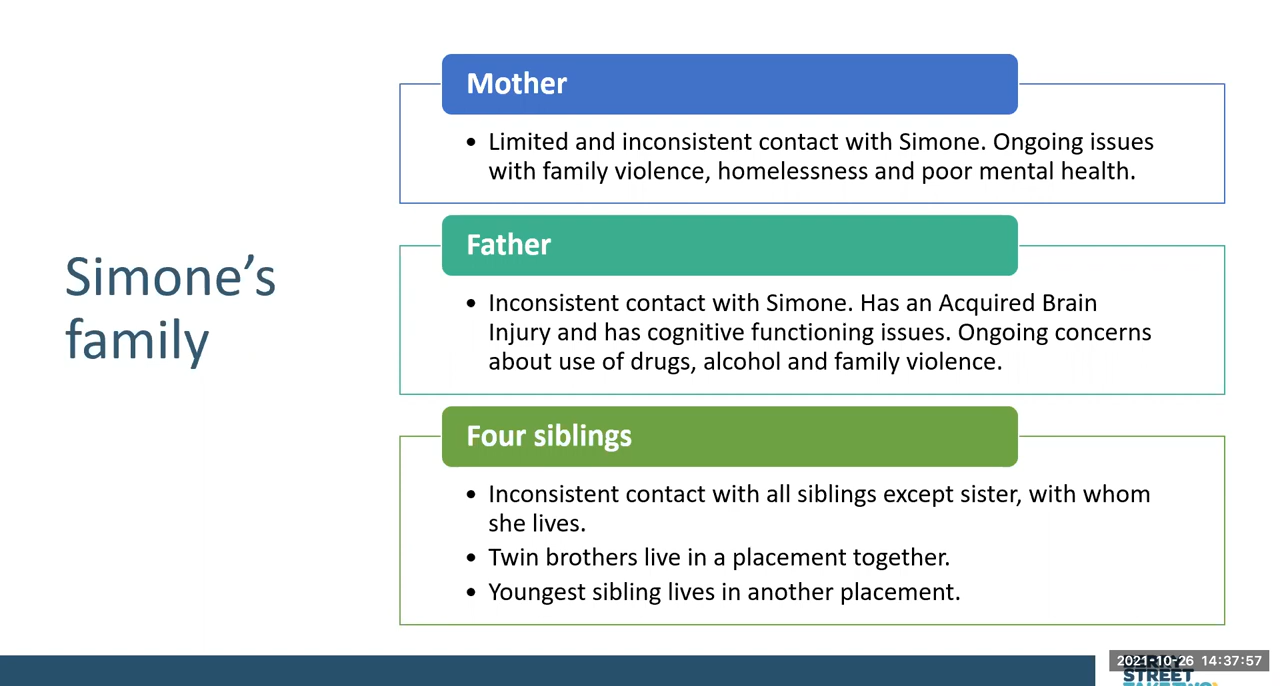 Simone’s
family
Mother
• Limited and inconsistent contact with Simone. Ongoing issues
with family violence, homelessness and poor mental health.
Father
• Inconsistent contact with Simone. Has an Acquired Brain
Injury and has cognitive functioning issues. Ongoing concerns
about use of drugs, alcohol and family violence.
Four siblings
• Inconsistent contact with all siblings except sister, with whom
she lives.
• Twin brothers live in a placement together.
• Youngest sibling lives in another placement.
2021-10-26 14:37:57
STREET